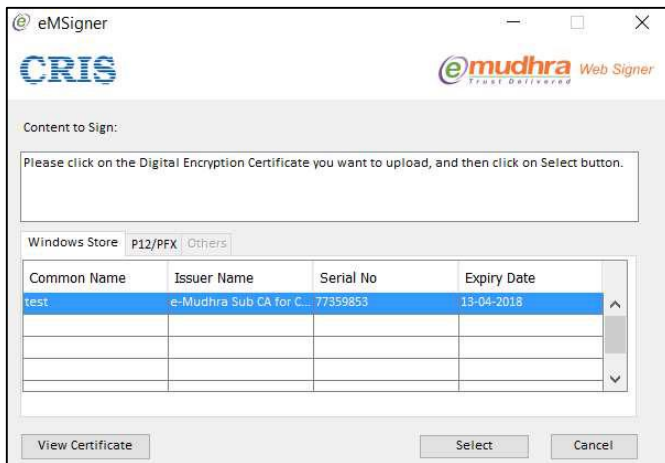 eMSigner
CRIS
emudhra Web Signer
Trust Delivered
Content to Sign:
Please click on the Digital Encryption Certificate you want to upload, and then click on Select button.
Windows Store P12/PFX Others
Common Name Issuer Name Serial No Expiry Date
test e-Mudhra Sub CA for C... 77359853 13-04-2018
View Certificate Select Cancel